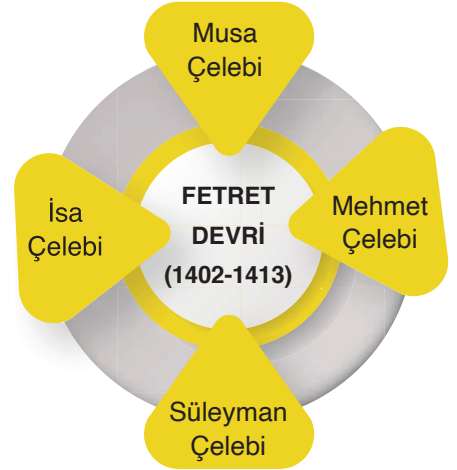 Musa
Çelebi
İsa
Çelebi
FETRET
DEVRİ
(1402-1413)
Mehmet
Çelebi
Süleyman
Çelebi